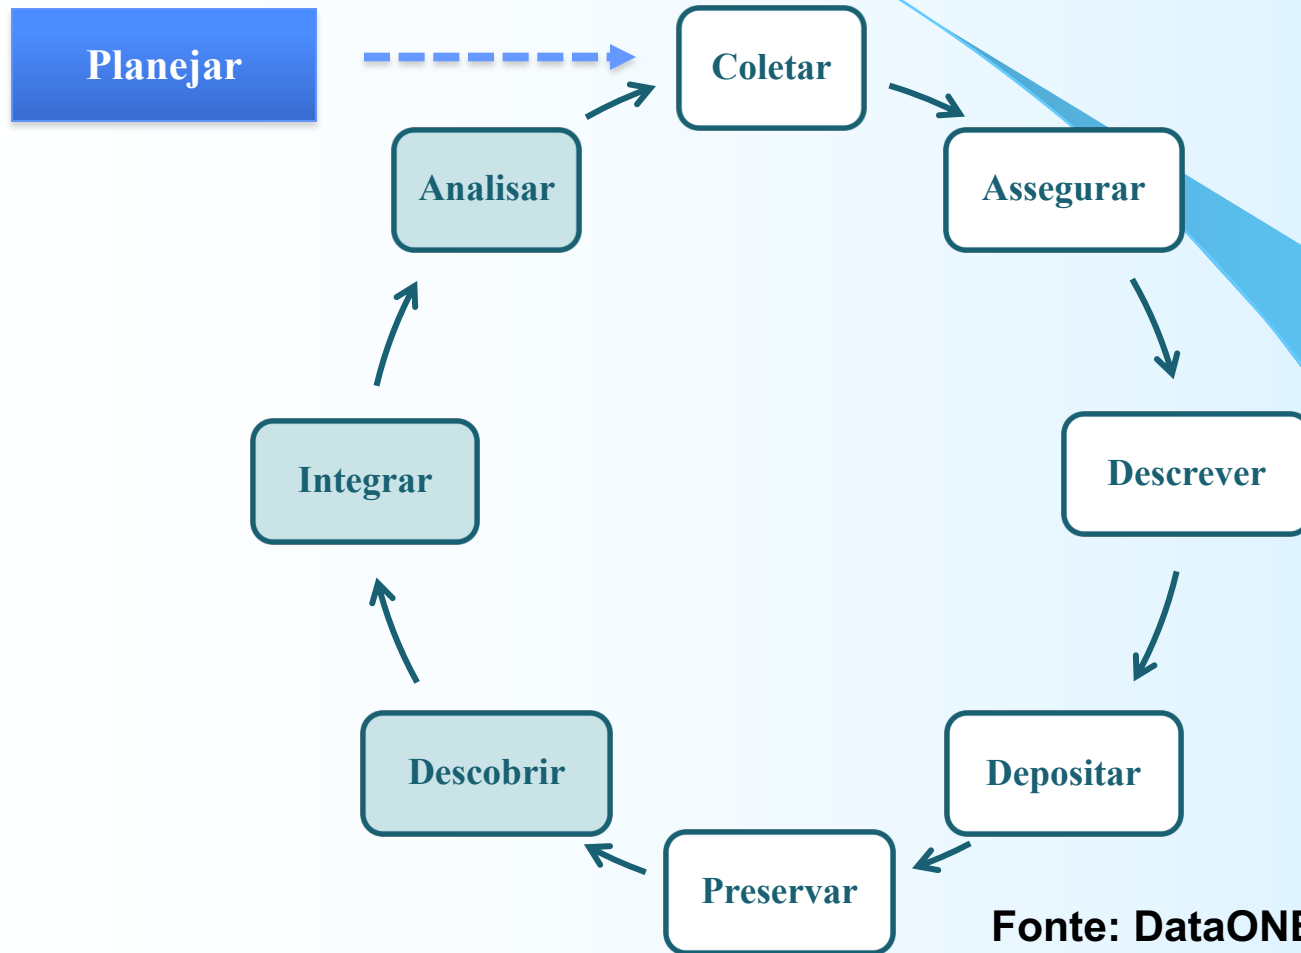 Planejar
Coletar
Analisar
Assegurar
Integrar
Descrever
Descobrir
Depositar
Preservar
Fonte: DataONE